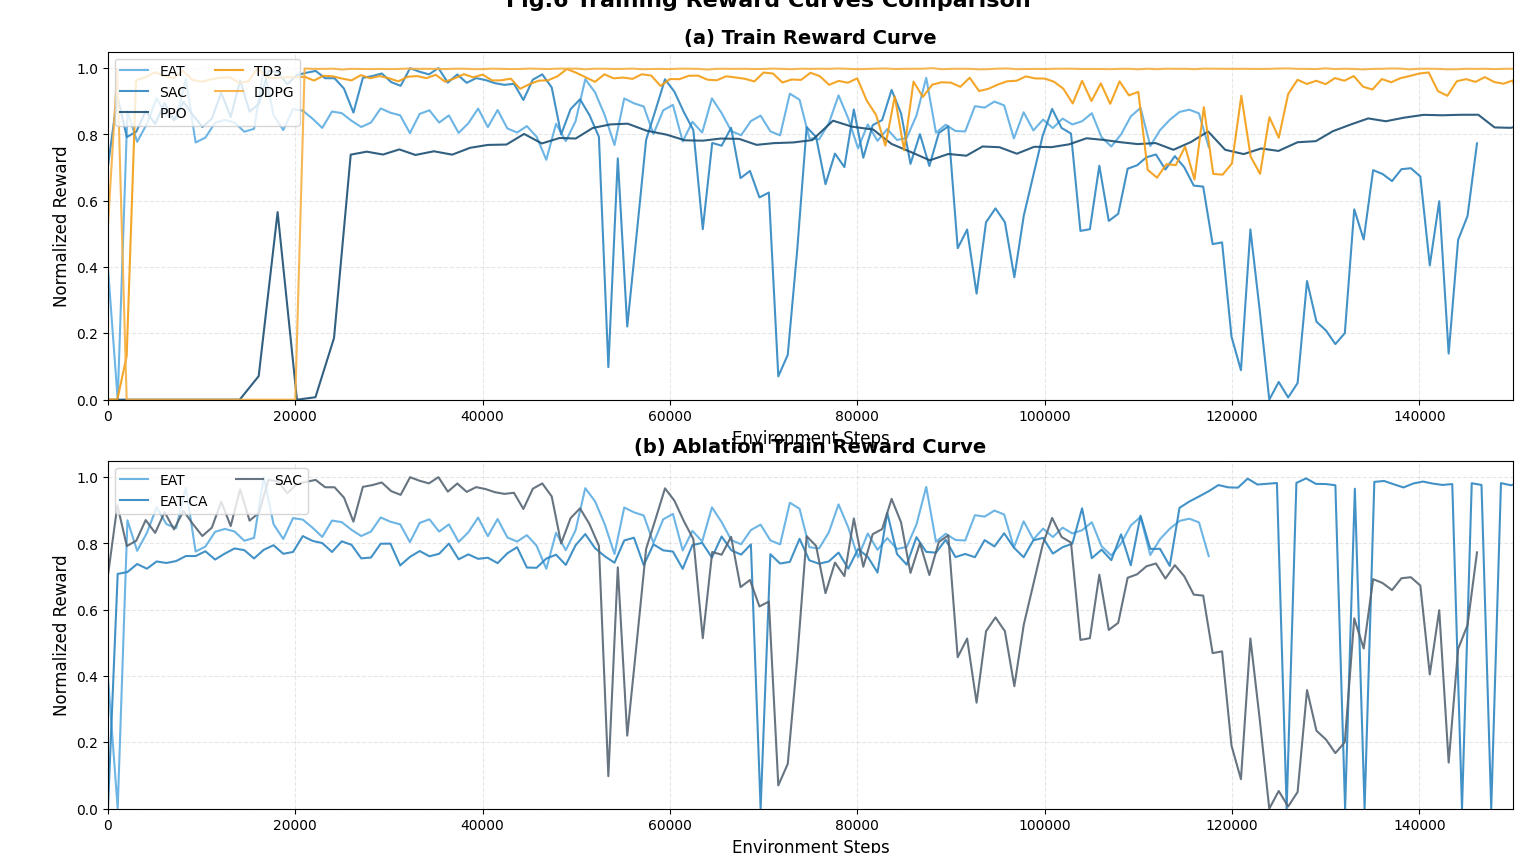 Fig.6 Training Reward Curves Comparison
(a) Train Reward Curve
EAT
SAC
PPO
TD3
DDPG
Normalized Reward
1.0
0.8
0.6
0.4
0.2
0.0
0 20000 40000 60000 80000 100000 120000 140000
Environment Steps
(b) Ablation Train Reward Curve
EAT
EAT-CA
SAC
Normalized Reward
1.0
0.8
0.6
0.4
0.2
0.0
0 20000 40000 60000 80000 100000 120000 140000
Environment Steps